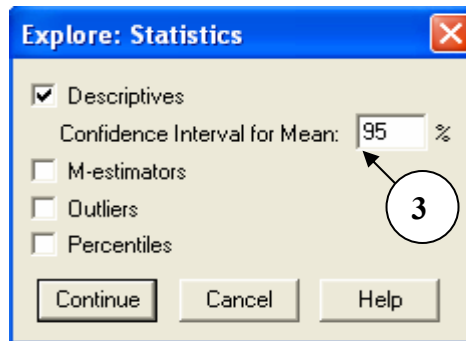 Explore: Statistics
Descriptives
Confidence Interval for Mean: 95 %
M-estimators
Outliers
3
Percentiles
Continue Cancel Help